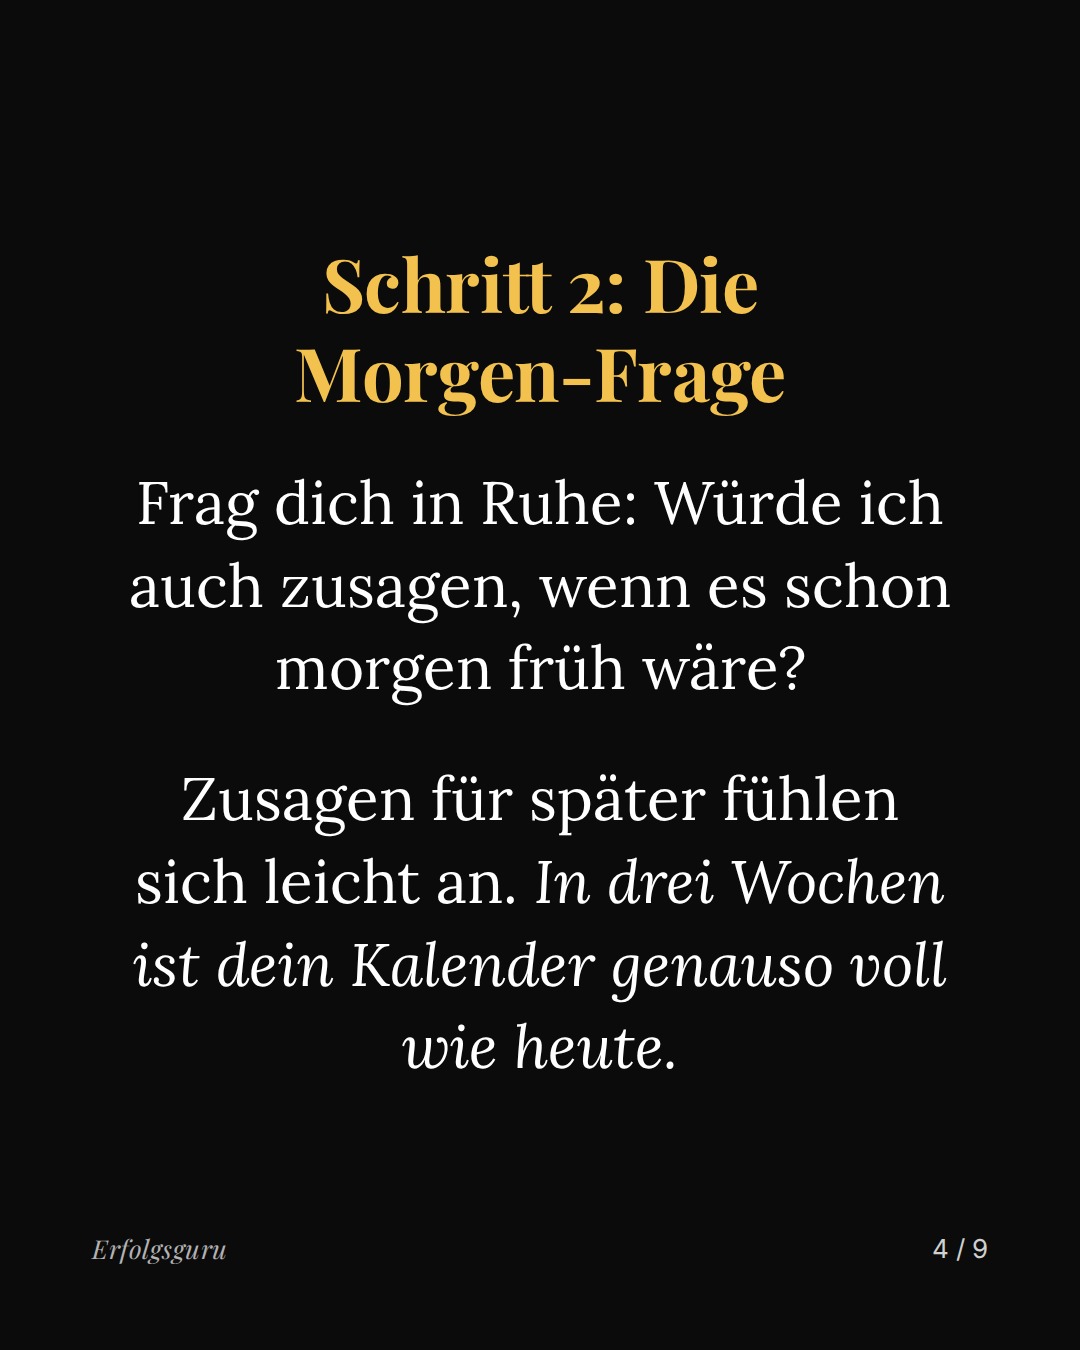 Schritt 2: Die
Morgen-Frage
Frag dich in Ruhe: Würde ich
auch zusagen, wenn es schon
morgen früh wäre?
Zusagen für später fühlen
sich leicht an. In drei Wochen
ist dein Kalender genauso voll
wie heute.
Erfolgsguru
4 / 9